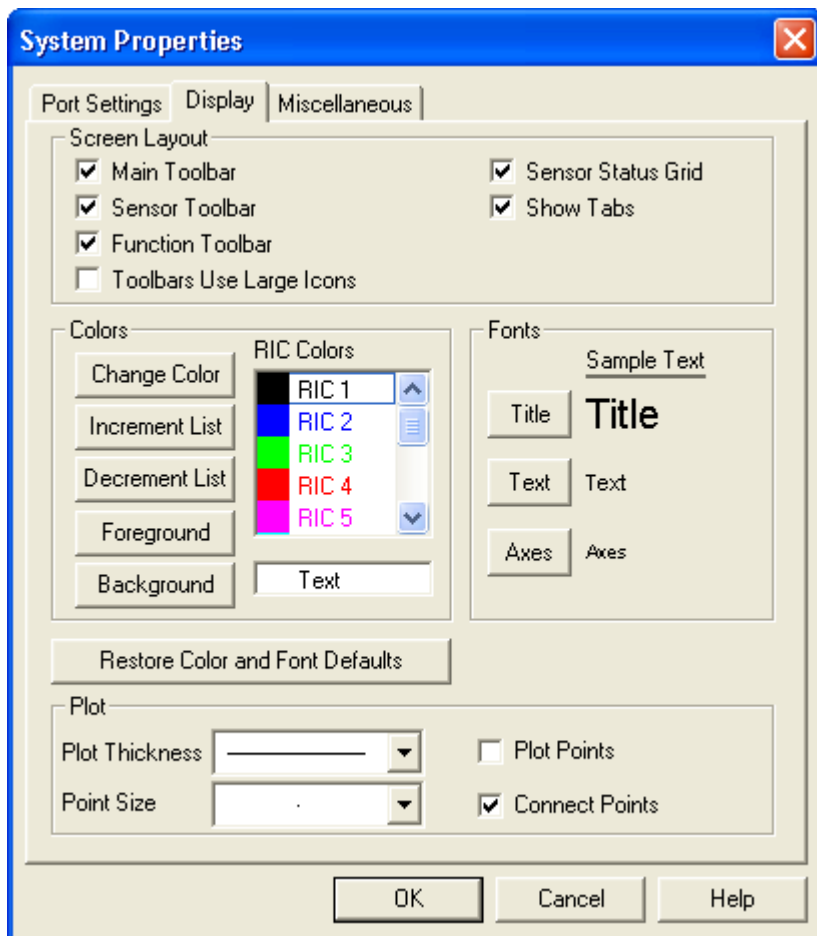 System Properties
Port Settings Display Miscellaneous
Screen Layout
Main Toolbar
Sensor Status Grid
Sensor Toolbar
Show Tabs
Function Toolbar
Toolbars Use Large Icons
Colors
RIC Colors
Change Color
Increment List
Decrement List
Foreground
Background
RIC 1
RIC 2
RIC 3
RIC 4
RIC 5
Text
Fonts
Sample Text
Title Title
Text Text
Axes Axes
Restore Color and Font Defaults
Plot
Plot Thickness
Plot Points
Point Size
Connect Points
OK Cancel Help